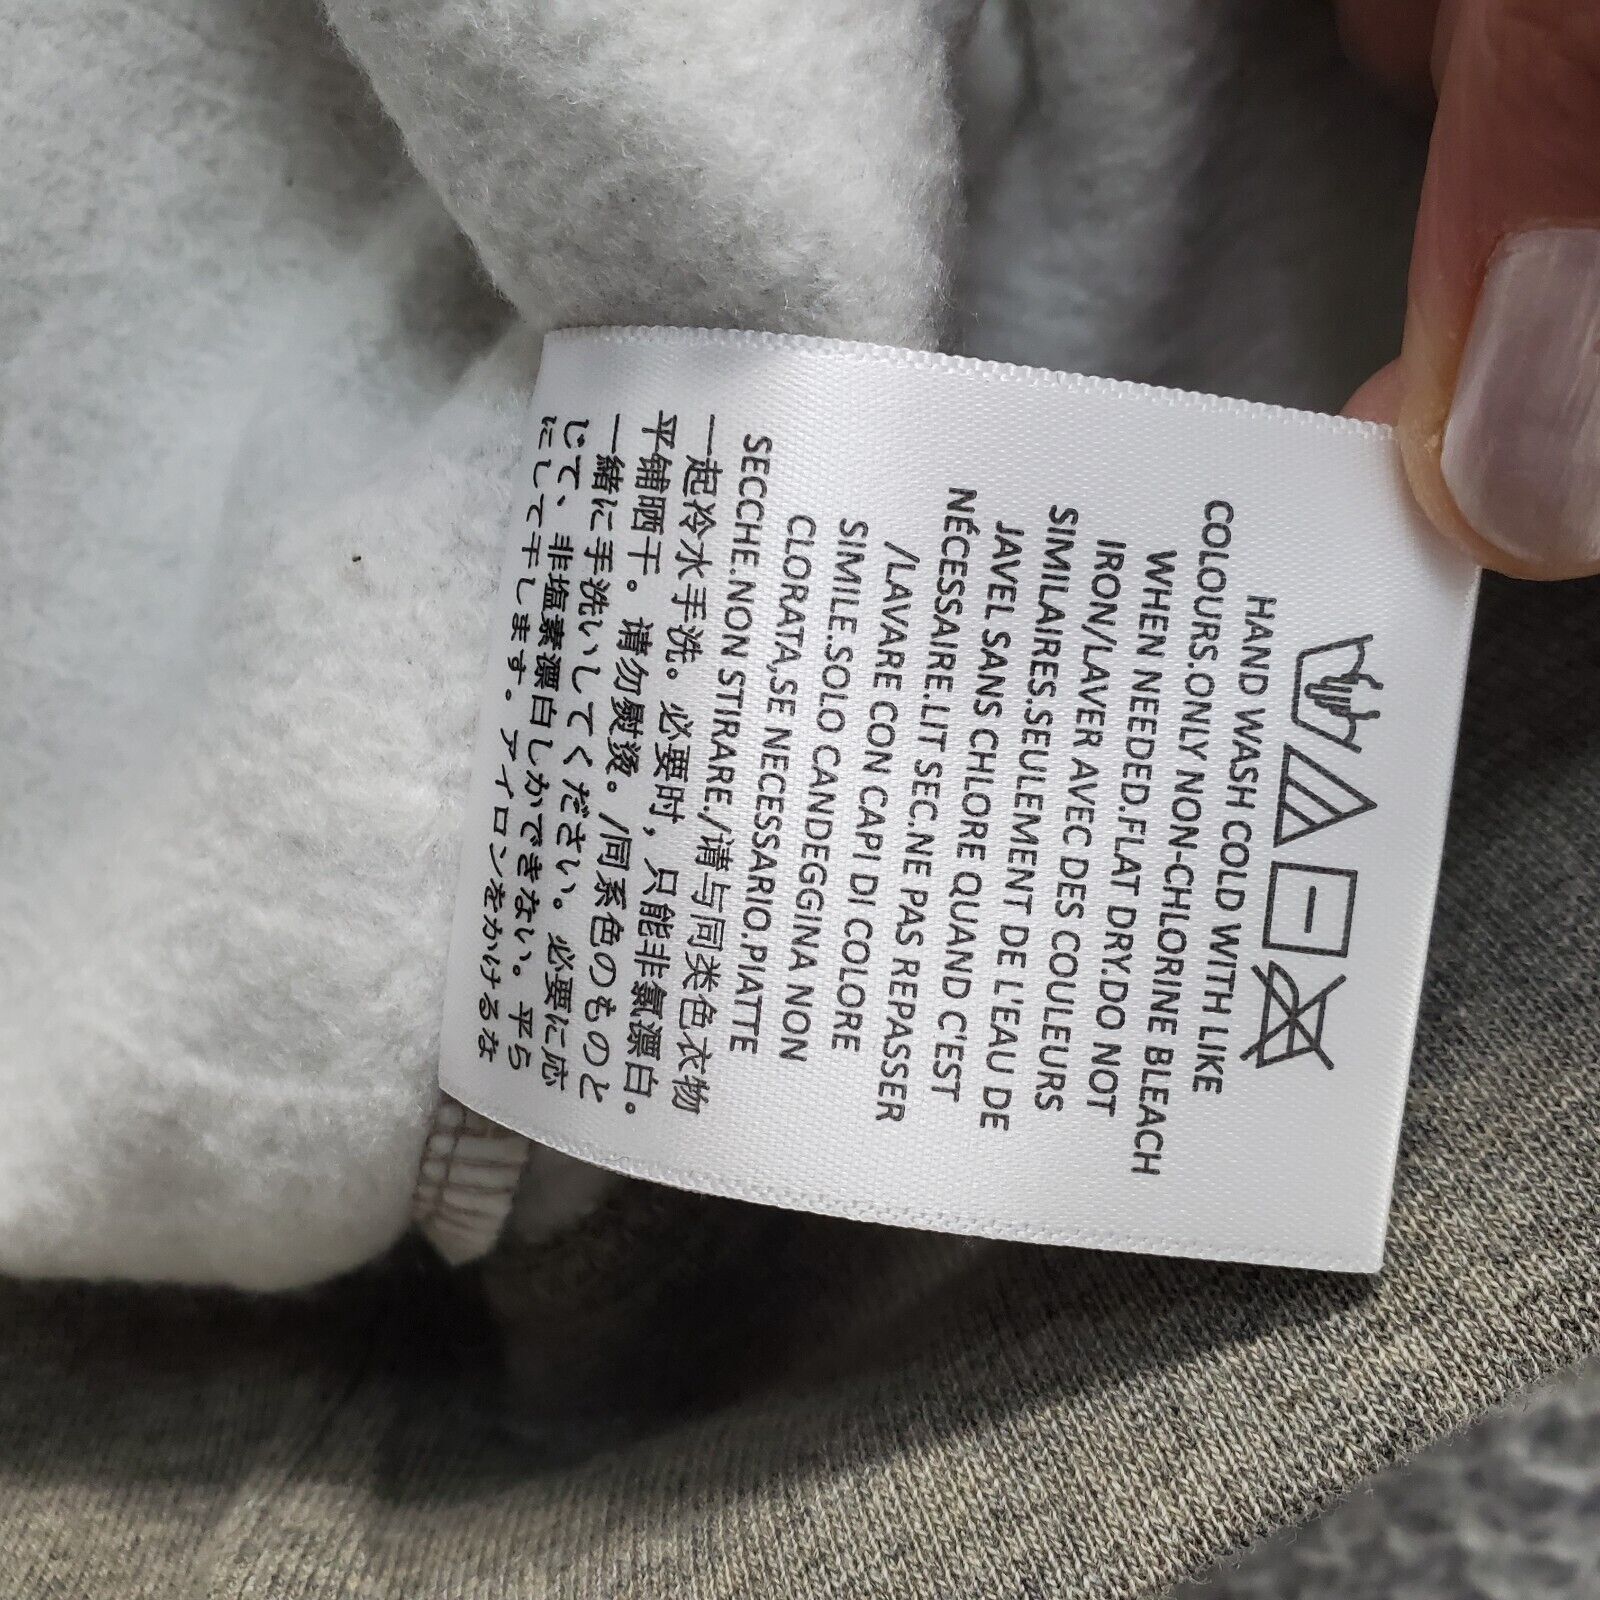 HAND WASH COLD WITH LIKE
COLOURS.ONLY NON-CHLORINE BLEACH
WHEN NEEDED.FLAT DRY.DO NOT
IRON/LAVER AVEC DES COULEURS
SIMILAIRES.SEULEMENT DE L'EAU DE
JAVEL SANS CHLORE QUAND C'EST
NÉCESSAIRE.LIT SEC.NE PAS REPASSER
/LAVARE CON CAPI DI COLORE
SIMILE.SOLO CANDEGGINA NON
CLORATA,SE NECESSARIO.PIATTE
SECCHE.NON STIRARE./请与同类色衣物
一起冷水手洗。必要时,只能非氯漂白。
平铺晒干。请勿熨烫。/同系色のものと
一緒に手洗いしてください。必要に応
じて、非塩素漂白しかできない。平ら
にして干します。アイロンをかけるな